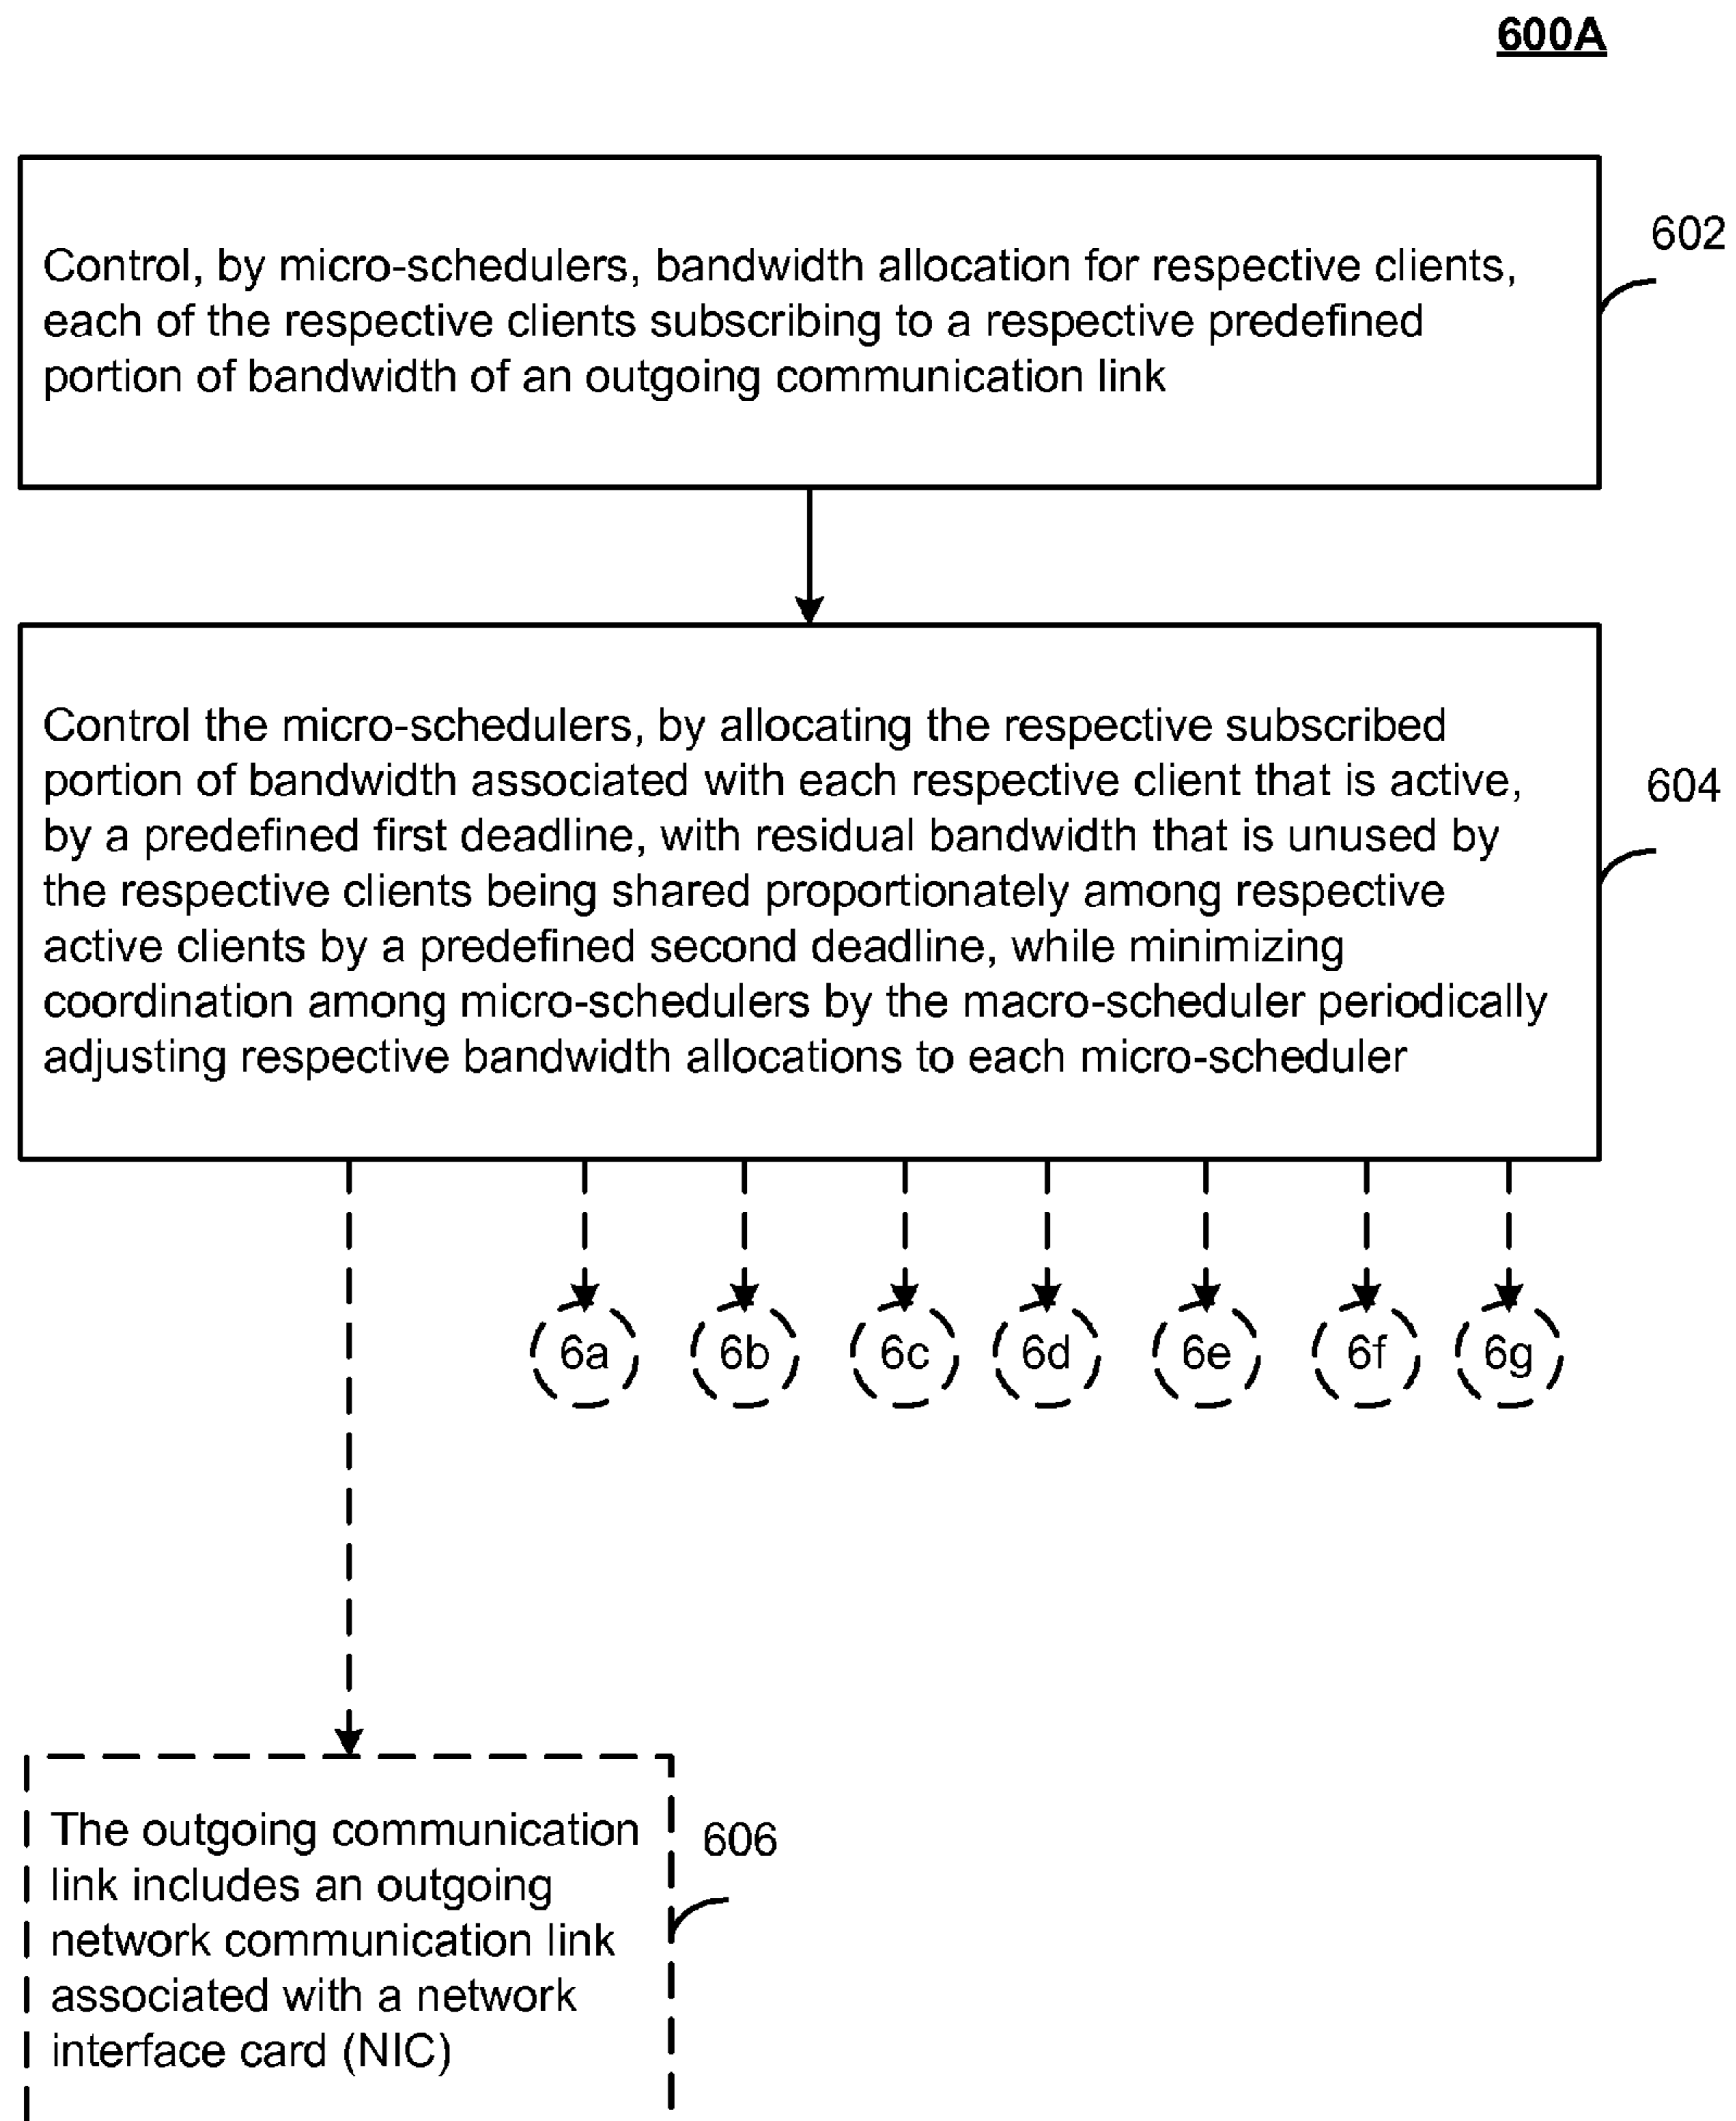 600A
Control, by micro-schedulers, bandwidth allocation for respective clients,
each of the respective clients subscribing to a respective predefined
portion of bandwidth of an outgoing communication link
602
Control the micro-schedulers, by allocating the respective subscribed
portion of bandwidth associated with each respective client that is active,
by a predefined first deadline, with residual bandwidth that is unused by
the respective clients being shared proportionately among respective
active clients by a predefined second deadline, while minimizing
coordination among micro-schedulers by the macro-scheduler periodically
adjusting respective bandwidth allocations to each micro-scheduler
604
6a 6b 6c 6d 6e 6f 6g
The outgoing communication
link includes an outgoing
network communication link
associated with a network
interface card (NIC)
606